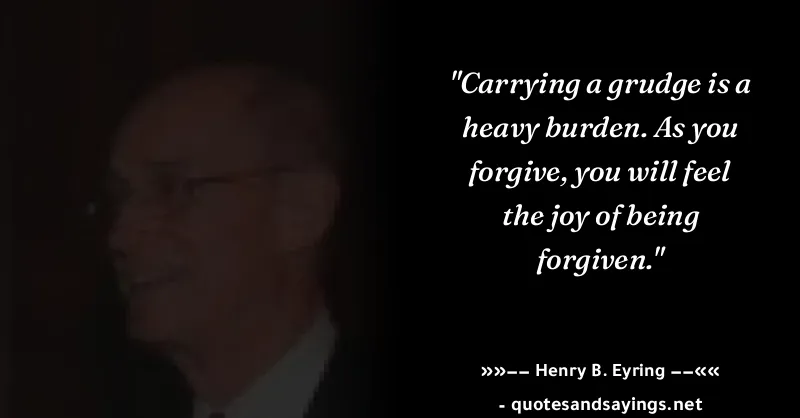 "Carrying a grudge is a
heavy burden. As you
forgive, you will feel
the joy of being
forgiven."
»»−− Henry B. Eyring −−««
- quotesandsayings.net